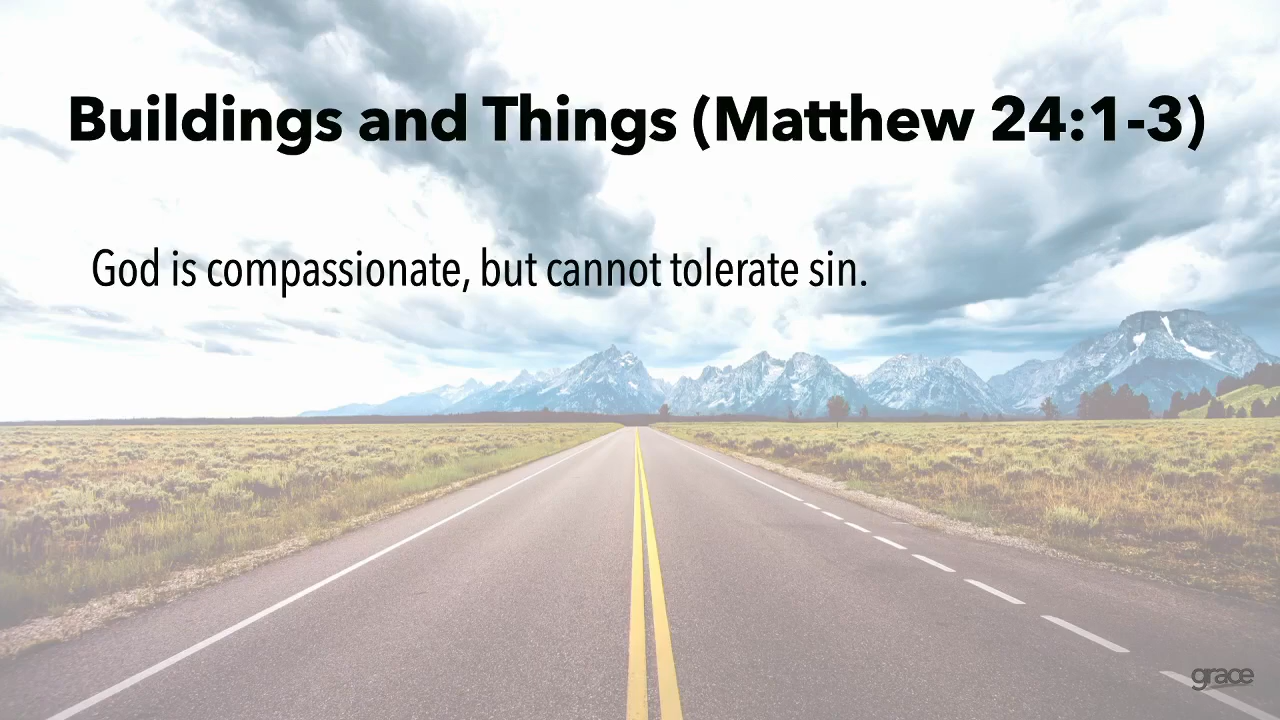 Buildings and Things (Matthew 24:1-3)
God is compassionate, but cannot tolerate sin.
grace